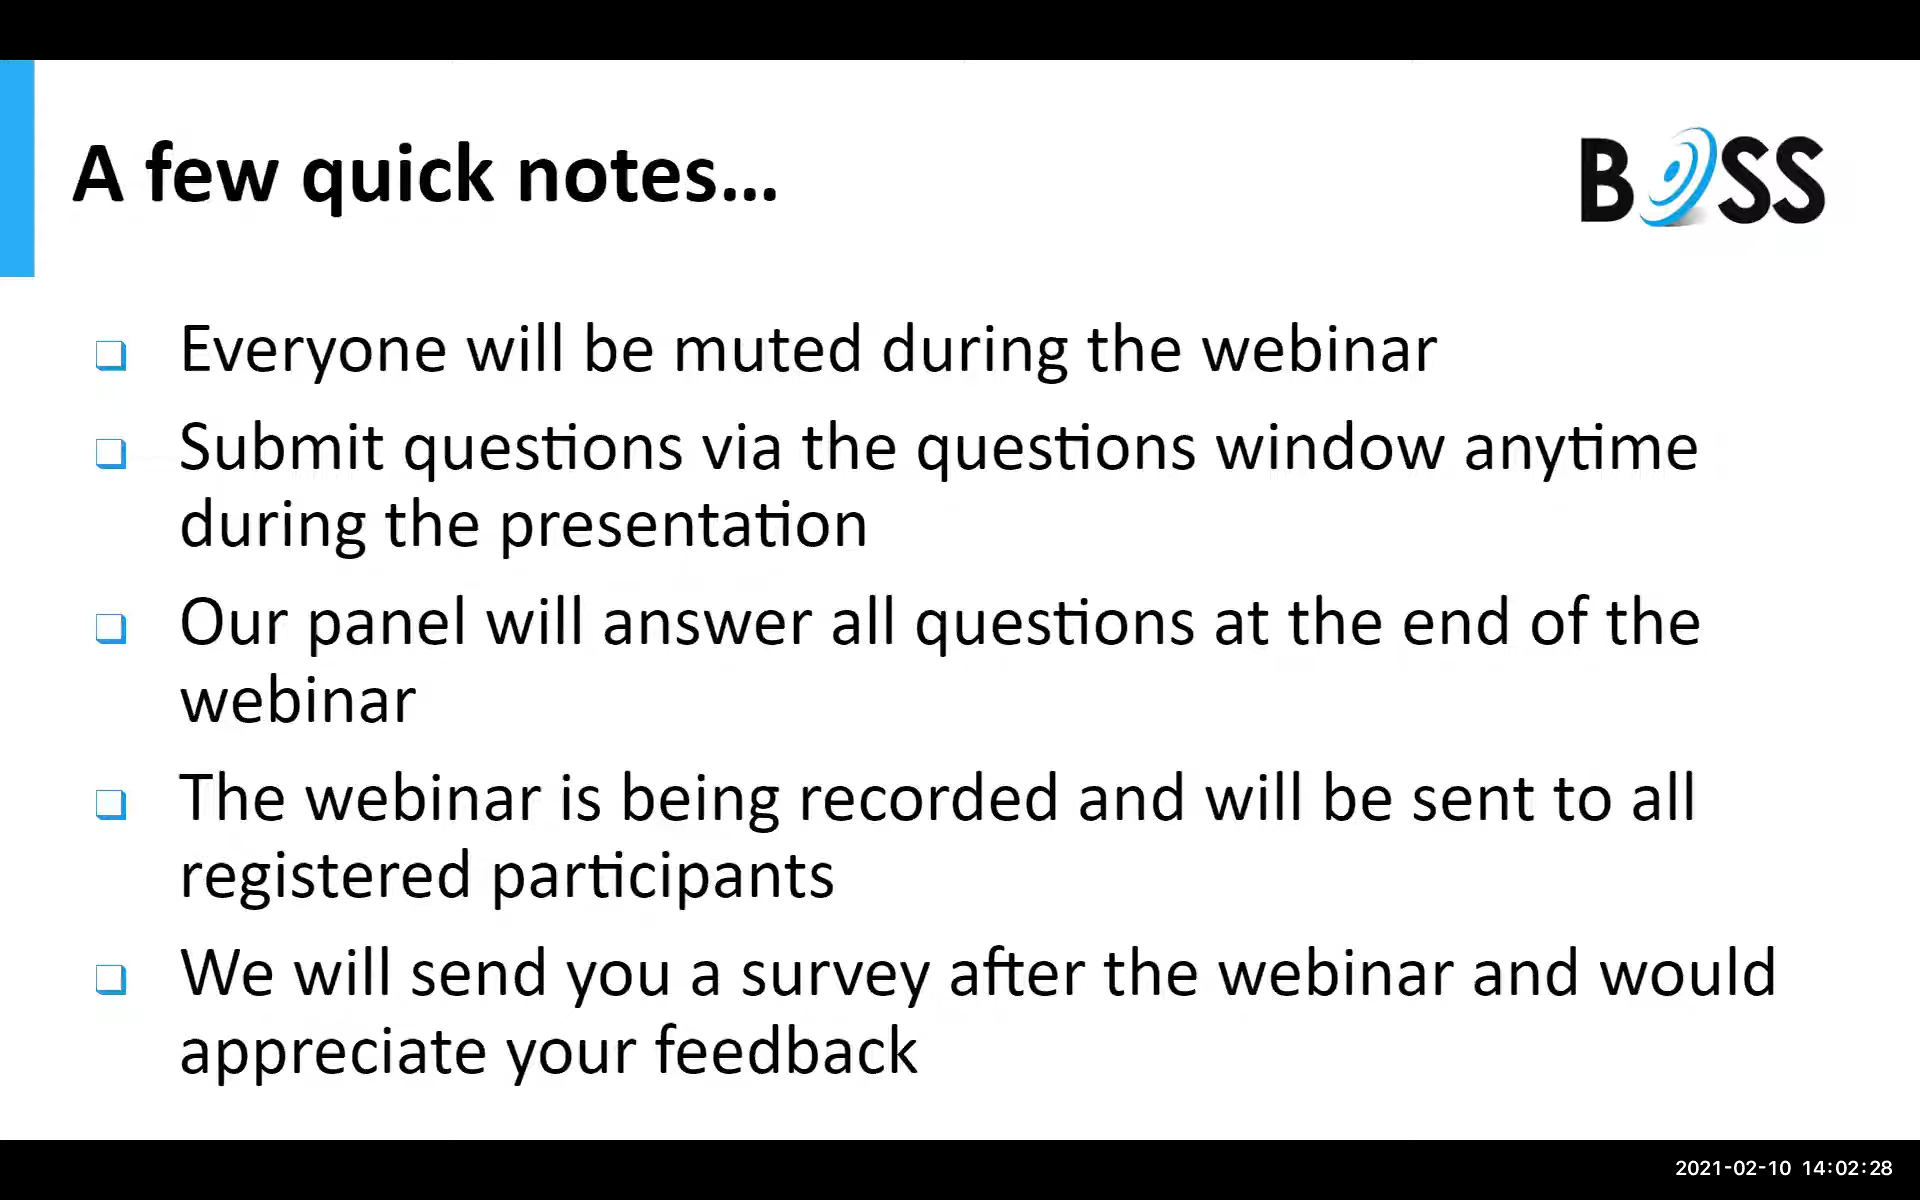 A few quick notes...
BOSS
❑ Everyone will be muted during the webinar
❑ Submit questions via the questions window anytime
during the presentation
❑ Our panel will answer all questions at the end of the
webinar
❑ The webinar is being recorded and will be sent to all
registered participants
❑ We will send you a survey after the webinar and would
appreciate your feedback
2021-02-10 14:02:28